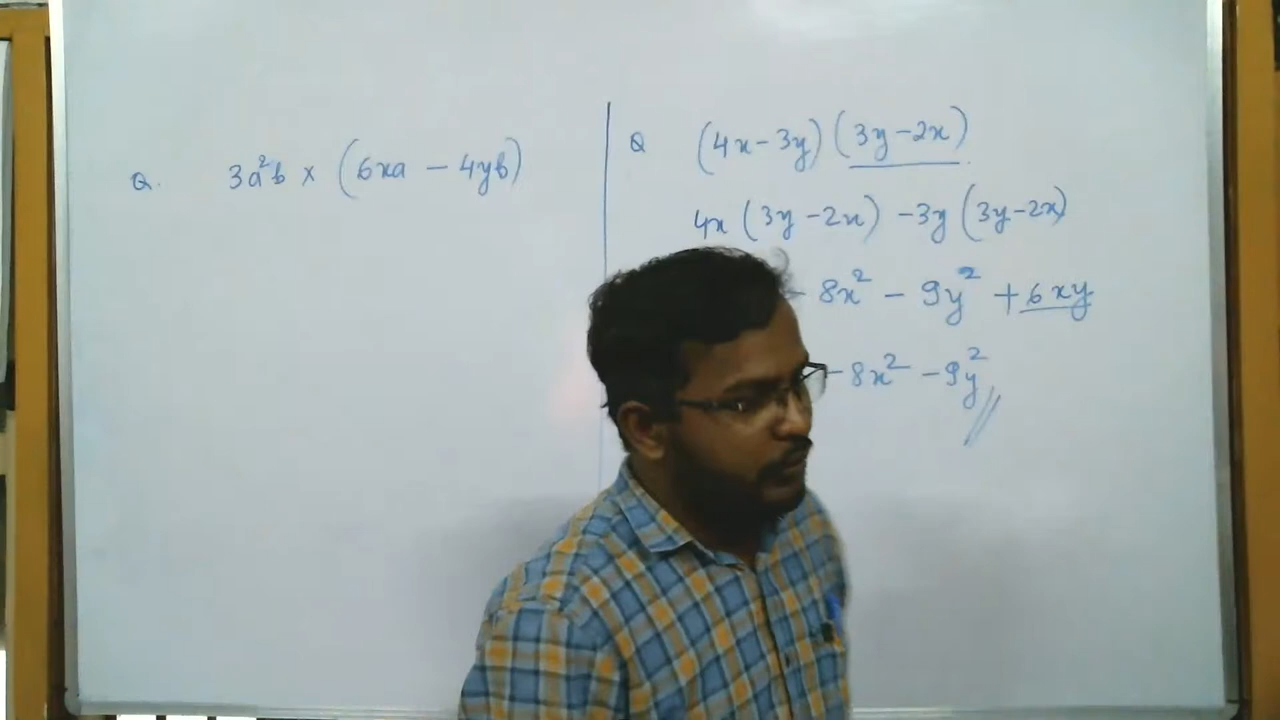 Q. 3a²b × (6xa − 4yb)
Q (4x−3y)(3y−2x)
4x(3y−2x) −3y(3y−2x)
− 8x² − 9y² + 6xy
−8x² −9y²